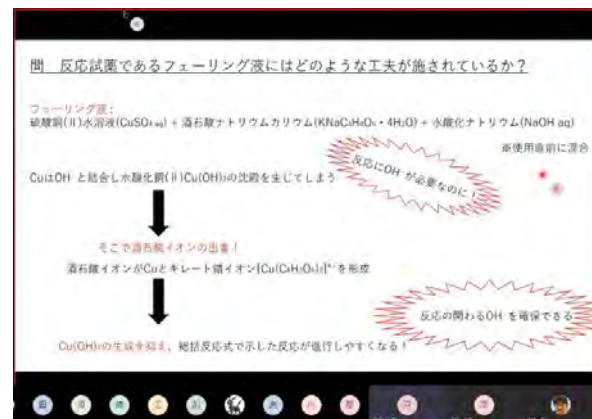 問 反応試薬であるフェーリング液にはどのような工夫が施されているか？
フェーリング液：
硫酸銅(Ⅱ)水溶液(CuSO₄ aq) + 酒石酸ナトリウムカリウム(KNaC₄H₄O₆・4H₂O) + 水酸化ナトリウム(NaOH aq)
※使用直前に混合
反応にOH⁻が必要なのに！
CuはOH⁻と結合し水酸化銅(Ⅱ)Cu(OH)₂の沈殿を生じてしまう
そこで酒石酸イオンの出番！
酒石酸イオンがCuとキレート錯イオン を形成
反応の関わるOH⁻を確保できる
Cu(OH)₂の生成を抑え、総括反応式で示した反応が進行しやすくなる！